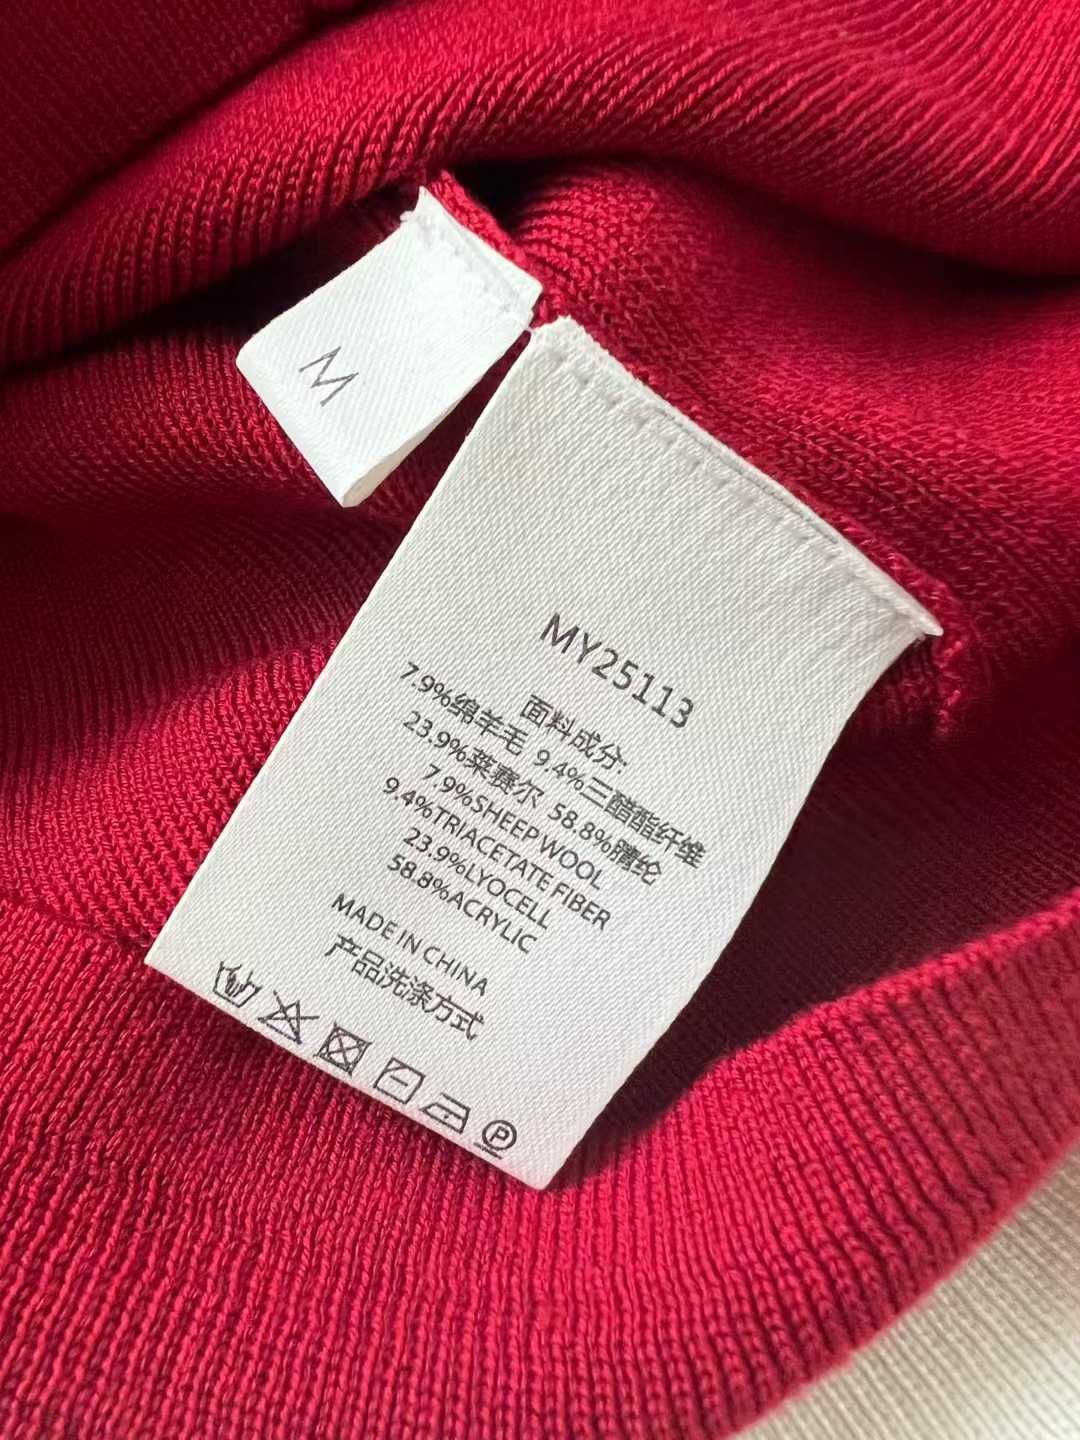 M
MY25113
面料成分:
7.9%绵羊毛 9.4%三醋酯纤维
23.9%莱赛尔 58.8%腈纶
7.9%SHEEP WOOL
9.4%TRIACETATE FIBER
23.9%LYOCELL
58.8%ACRYLIC
MADE IN CHINA
产品洗涤方式
P